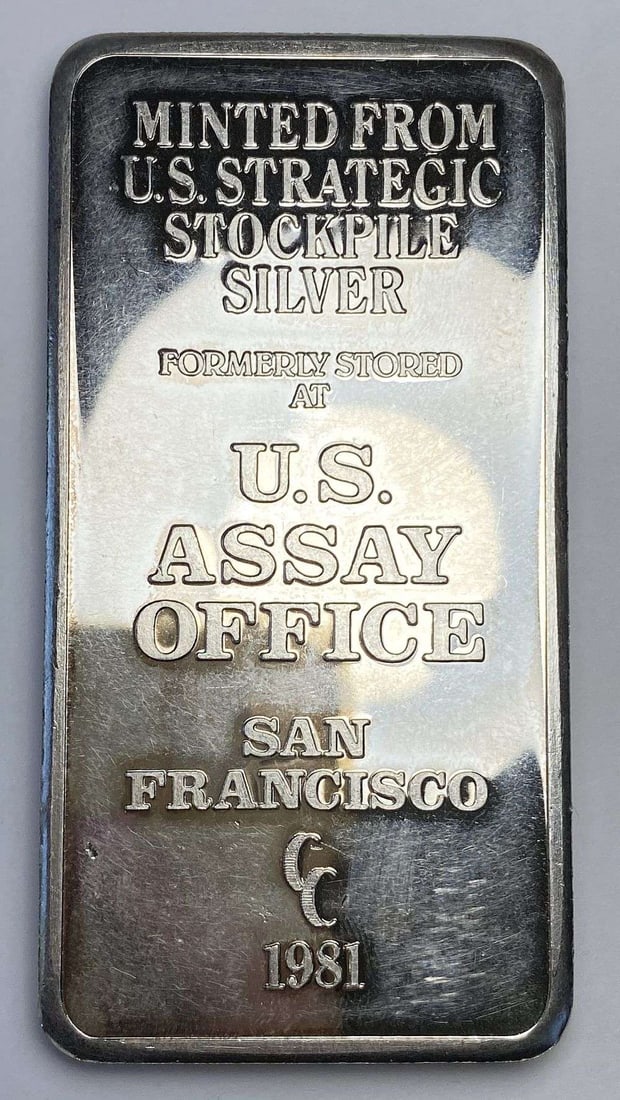 MINTED FROM
U.S. STRATEGIC
STOCKPILE
SILVER
FORMERLY STORED
AT
U.S.
ASSAY
OFFICE
SAN
FRANCISCO
CC
1981